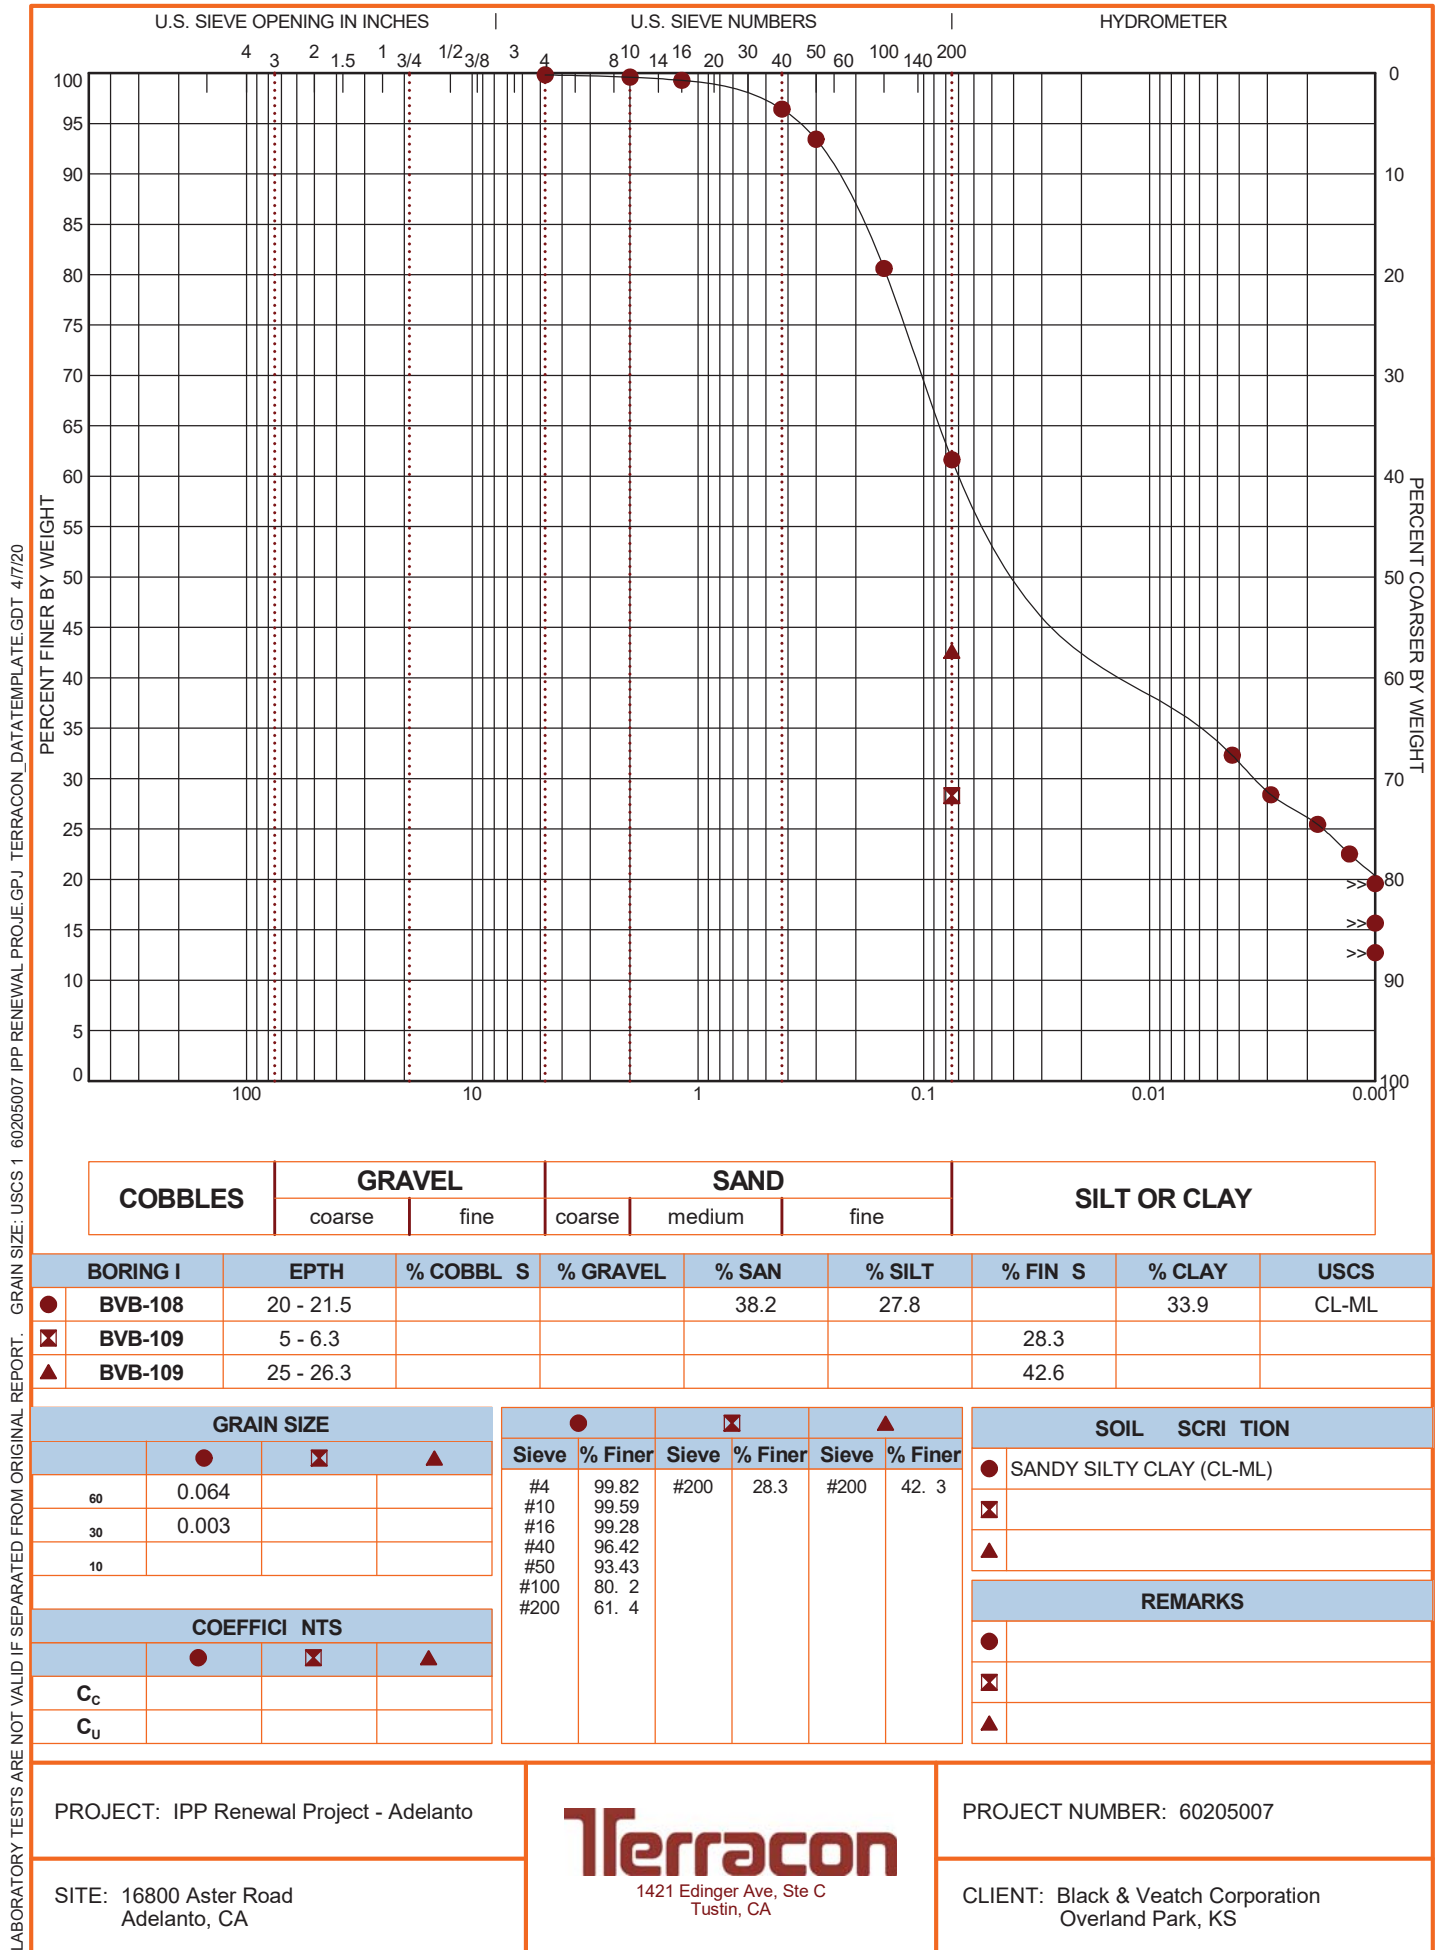 U.S. SIEVE OPENING IN INCHES | U.S. SIEVE NUMBERS | HYDROMETER
4 3 2 1.5 1 3/4 1/2 3/8 3 4 8 10 14 16 20 30 40 50 60 100 140 200
100 0
95
90 10
85
80 20
75
70 30
65
60 40
55
50 50
45
40 60
35
30 70
25
20 80
15
10 90
5
0 100
>>
>>
>>
PERCENT FINER BY WEIGHT
PERCENT COARSER BY WEIGHT
100 10 1 0.1 0.01 0.001
COBBLES GRAVEL SAND SILT OR CLAY
coarse fine coarse medium fine
BORING I EPTH % COBBL S % GRAVEL % SAN % SILT % FIN S % CLAY USCS
BVB-108 20 - 21.5 38.2 27.8 33.9 CL-ML
BVB-109 5 - 6.3 28.3
BVB-109 25 - 26.3 42.6
GRAIN SIZE
60 0.064
30 0.003
10
COEFFICI NTS
CC
CU
Sieve % Finer Sieve % Finer Sieve % Finer
#4 99.82 #200 28.3 #200 42. 3
#10 99.59
#16 99.28
#40 96.42
#50 93.43
#100 80. 2
#200 61. 4
SOIL SCRI TION
SANDY SILTY CLAY (CL-ML)
REMARKS
PROJECT: IPP Renewal Project - Adelanto
SITE: 16800 Aster Road
Adelanto, CA
Terracon
1421 Edinger Ave, Ste C
Tustin, CA
PROJECT NUMBER: 60205007
CLIENT: Black & Veatch Corporation
Overland Park, KS
LABORATORY TESTS ARE NOT VALID IF SEPARATED FROM ORIGINAL REPORT. GRAIN SIZE: USCS 1 60205007 IPP RENEWAL PROJE.GPJ TERRACON_DATATEMPLATE.GDT 4/7/20